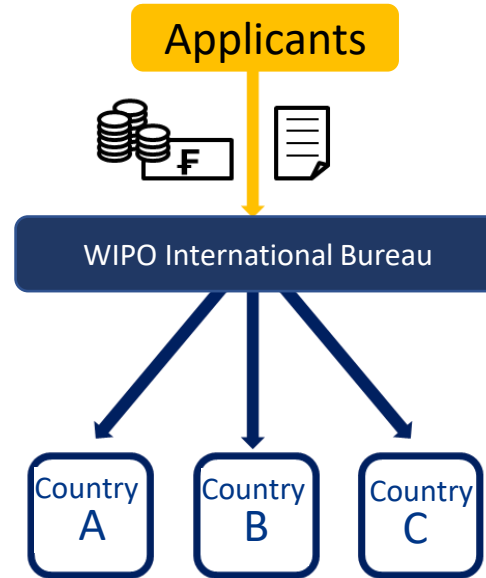 Applicants
₣
WIPO International Bureau
Country
A
Country
B
Country
C